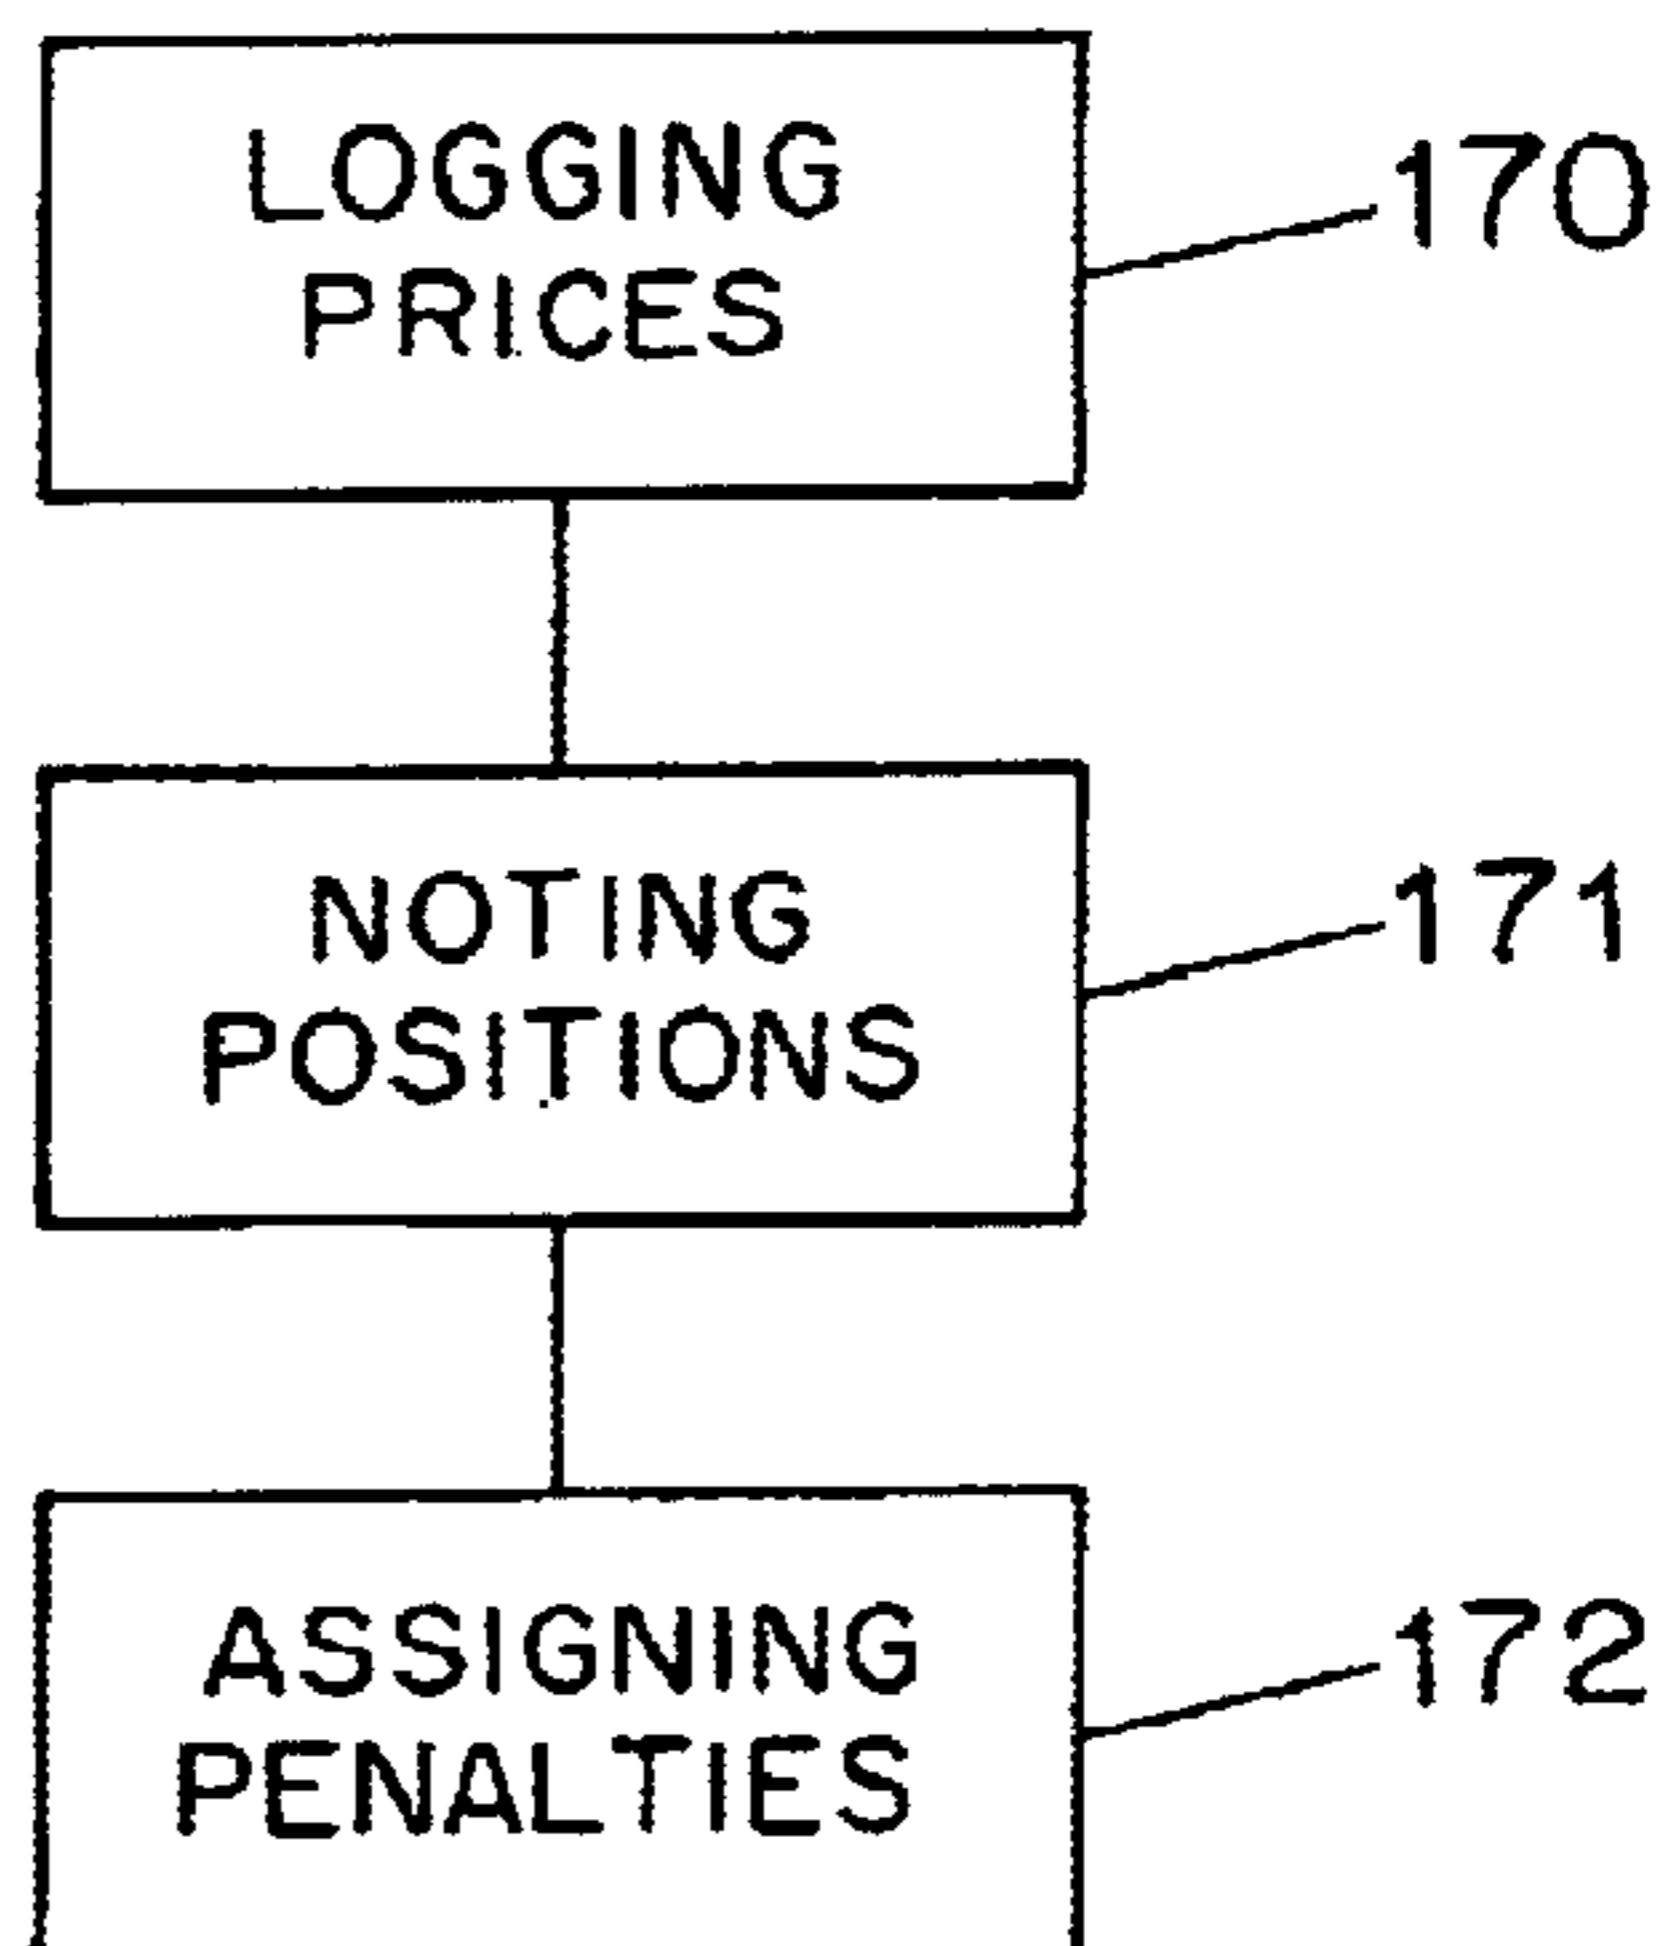 LOGGING
PRICES
170
NOTING
POSITIONS
171
ASSIGNING
PENALTIES
172